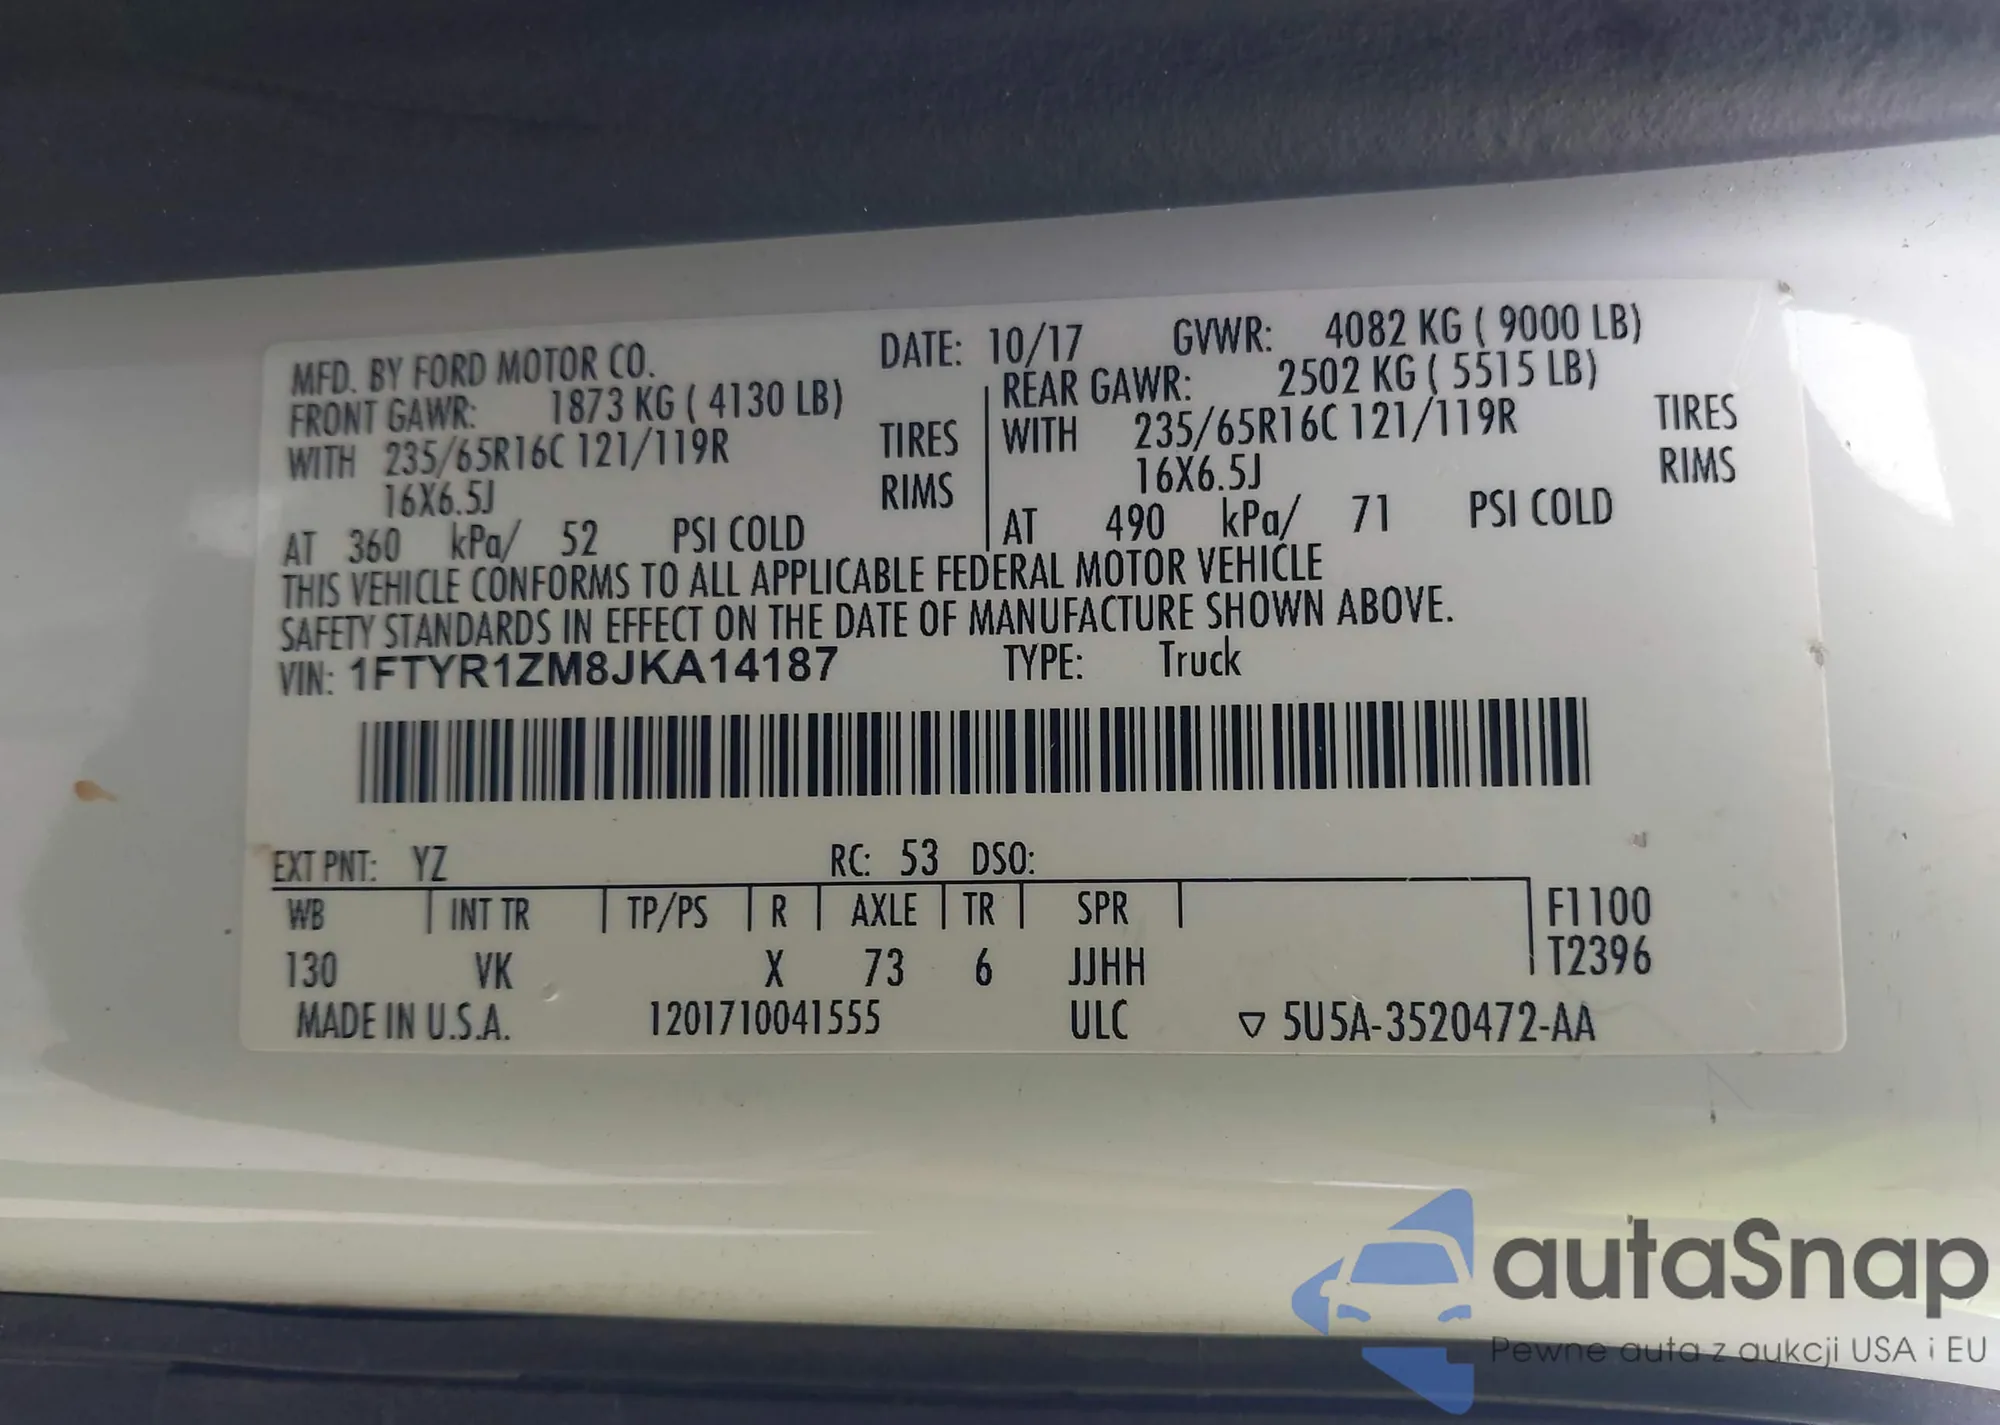 MFD. BY FORD MOTOR CO. DATE: 10/17 GVWR: 4082 KG ( 9000 LB)
FRONT GAWR: 1873 KG ( 4130 LB) REAR GAWR: 2502 KG ( 5515 LB)
WITH 235/65R16C 121/119R TIRES WITH 235/65R16C 121/119R TIRES
16X6.5J RIMS 16X6.5J RIMS
AT 360 kPa/ 52 PSI COLD AT 490 kPa/ 71 PSI COLD
THIS VEHICLE CONFORMS TO ALL APPLICABLE FEDERAL MOTOR VEHICLE
SAFETY STANDARDS IN EFFECT ON THE DATE OF MANUFACTURE SHOWN ABOVE.
VIN: 1FTYR1ZM8JKA14187 TYPE: Truck
EXT PNT: YZ RC: 53 DSO:
WB INT TR TP/PS R AXLE TR SPR F1100
130 VK X 73 6 JJHH T2396
MADE IN U.S.A. 1201710041555 ULC ▽ 5U5A-3520472-AA
autaSnap
Pewne auta z aukcji USA i EU